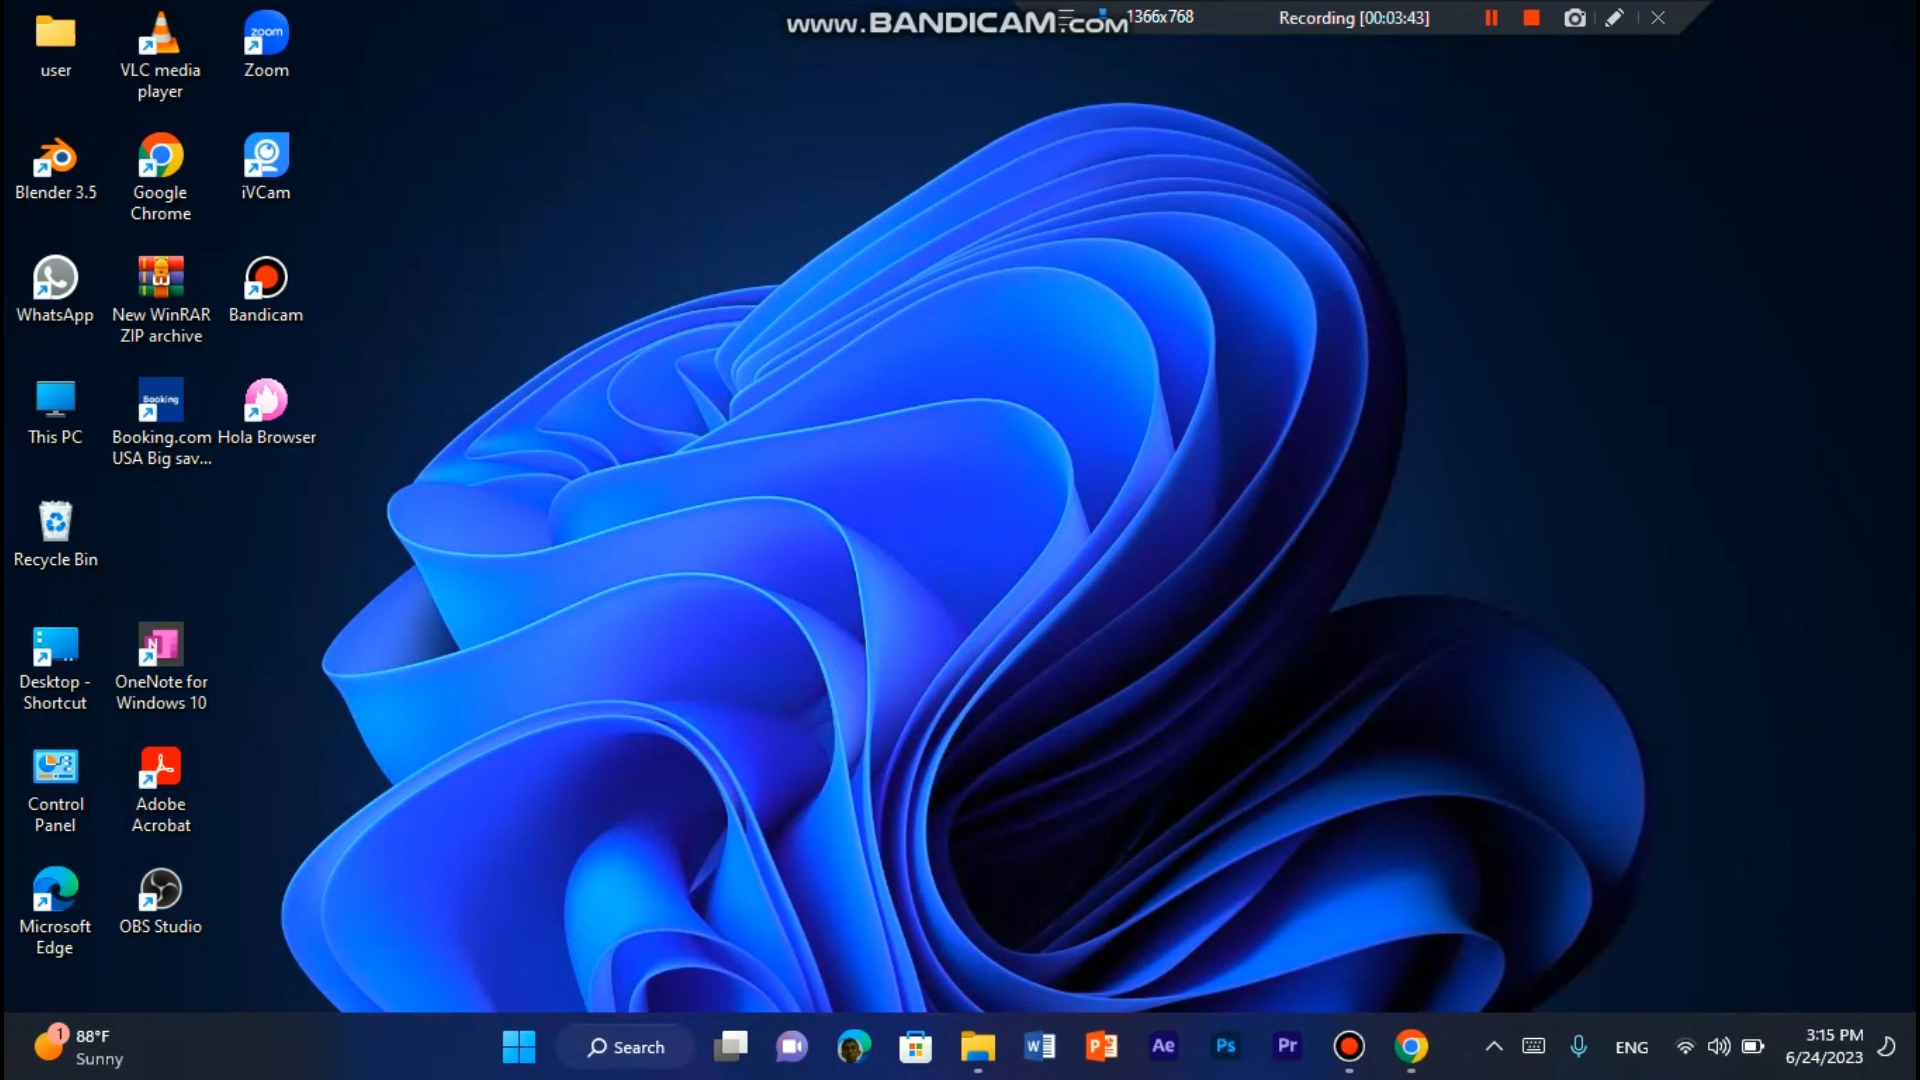 www.BANDICAM.COM
1366x768
Recording [00:03:43]
user
VLC media
player
zoom
Zoom
Blender 3.5
Google
Chrome
iVCam
WhatsApp
New WinRAR
ZIP archive
Bandicam
This PC
Booking
Booking.com
USA Big sav...
Hola Browser
Recycle Bin
Desktop -
Shortcut
N
OneNote for
Windows 10
Control
Panel
Adobe
Acrobat
Microsoft
Edge
OBS Studio
1
88°F
Sunny
Search
W
P
Ae
Ps
Pr
ENG
3:15 PM
6/24/2023